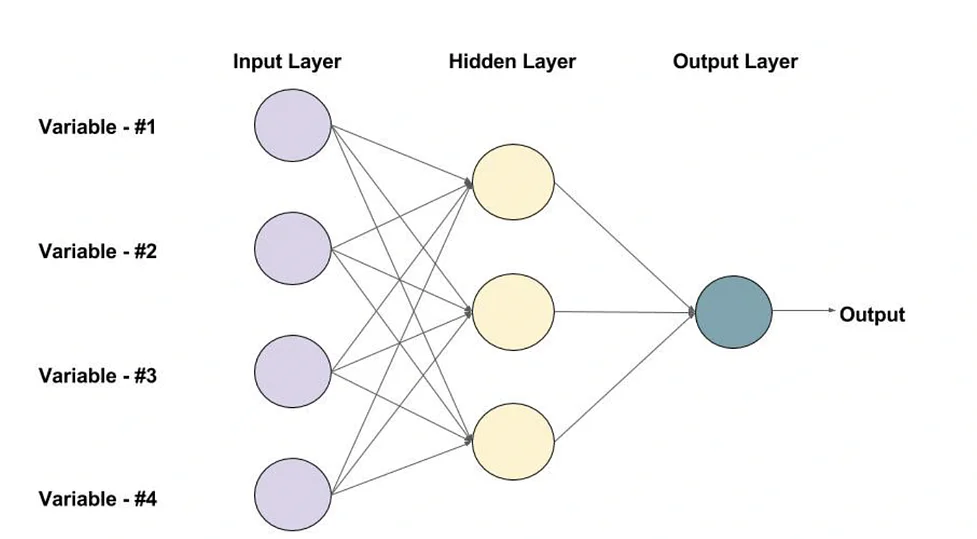 Input Layer Hidden Layer Output Layer
Variable - #1
Variable - #2
Output
Variable - #3
Variable - #4